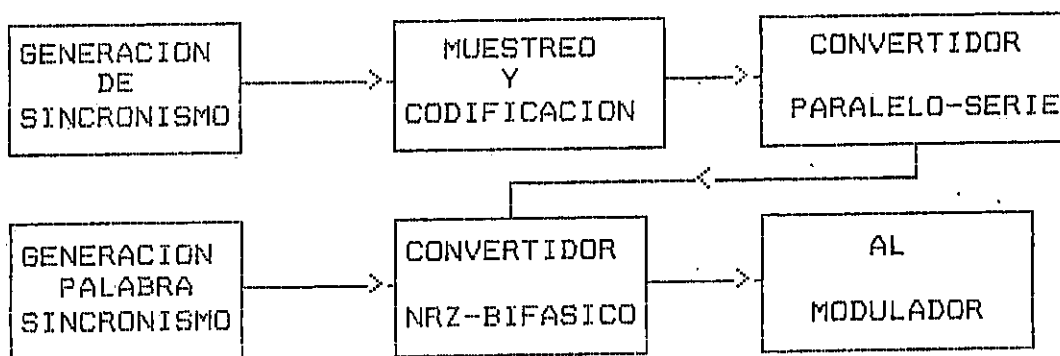 GENERACION
DE
SINCRONISMO
MUESTREO
Y
CODIFICACION
CONVERTIDOR
PARALELO-SERIE
GENERACION
PALABRA
SINCRONISMO
CONVERTIDOR
NRZ-BIFASICO
AL
MODULADOR